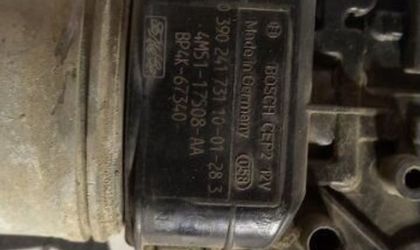 BOSCH CEP2 12V
Made in Germany 058
0 390 241 731 10-01-28 3
4M51-17508-AA
BP4K-67340